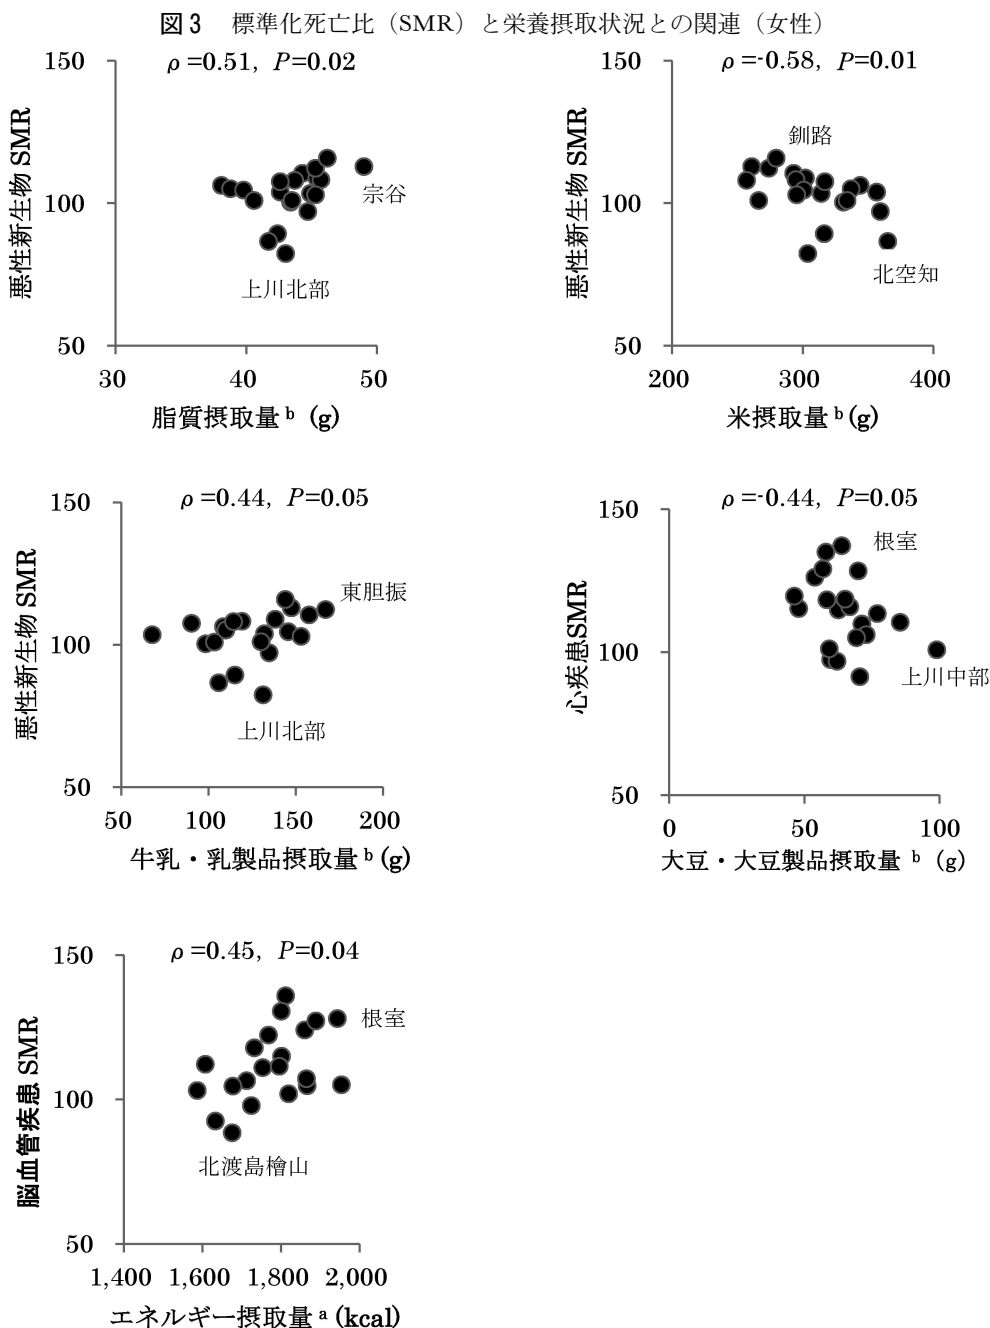 図3 標準化死亡比（SMR）と栄養摂取状況との関連（女性）
ρ=0.51, P=0.02
150
100
50
悪性新生物 SMR
宗谷
上川北部
30 40 50
脂質摂取量 b (g)
ρ=-0.58, P=0.01
150
100
50
悪性新生物 SMR
釧路
北空知
200 300 400
米摂取量 b (g)
ρ=0.44, P=0.05
150
100
50
悪性新生物 SMR
東胆振
上川北部
50 100 150 200
牛乳・乳製品摂取量 b (g)
ρ=-0.44, P=0.05
150
100
50
心疾患SMR
根室
上川中部
0 50 100
大豆・大豆製品摂取量 b (g)
ρ=0.45, P=0.04
150
100
50
脳血管疾患 SMR
根室
北渡島檜山
1,400 1,600 1,800 2,000
エネルギー摂取量 a (kcal)